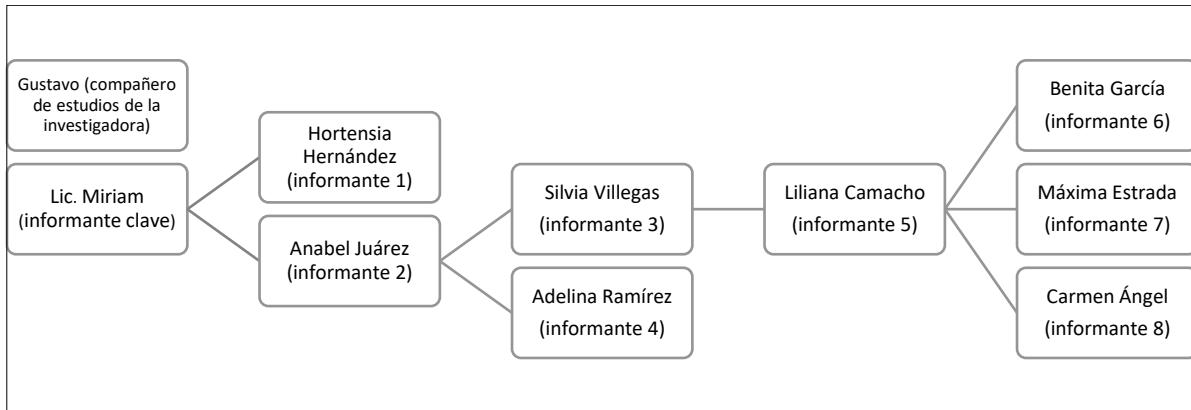 Gustavo (compañero
de estudios de la
investigadora)
Lic. Miriam
(informante clave)
Hortensia
Hernández
(informante 1)
Anabel Juárez
(informante 2)
Silvia Villegas
(informante 3)
Adelina Ramírez
(informante 4)
Liliana Camacho
(informante 5)
Benita García
(informante 6)
Máxima Estrada
(informante 7)
Carmen Ángel
(informante 8)